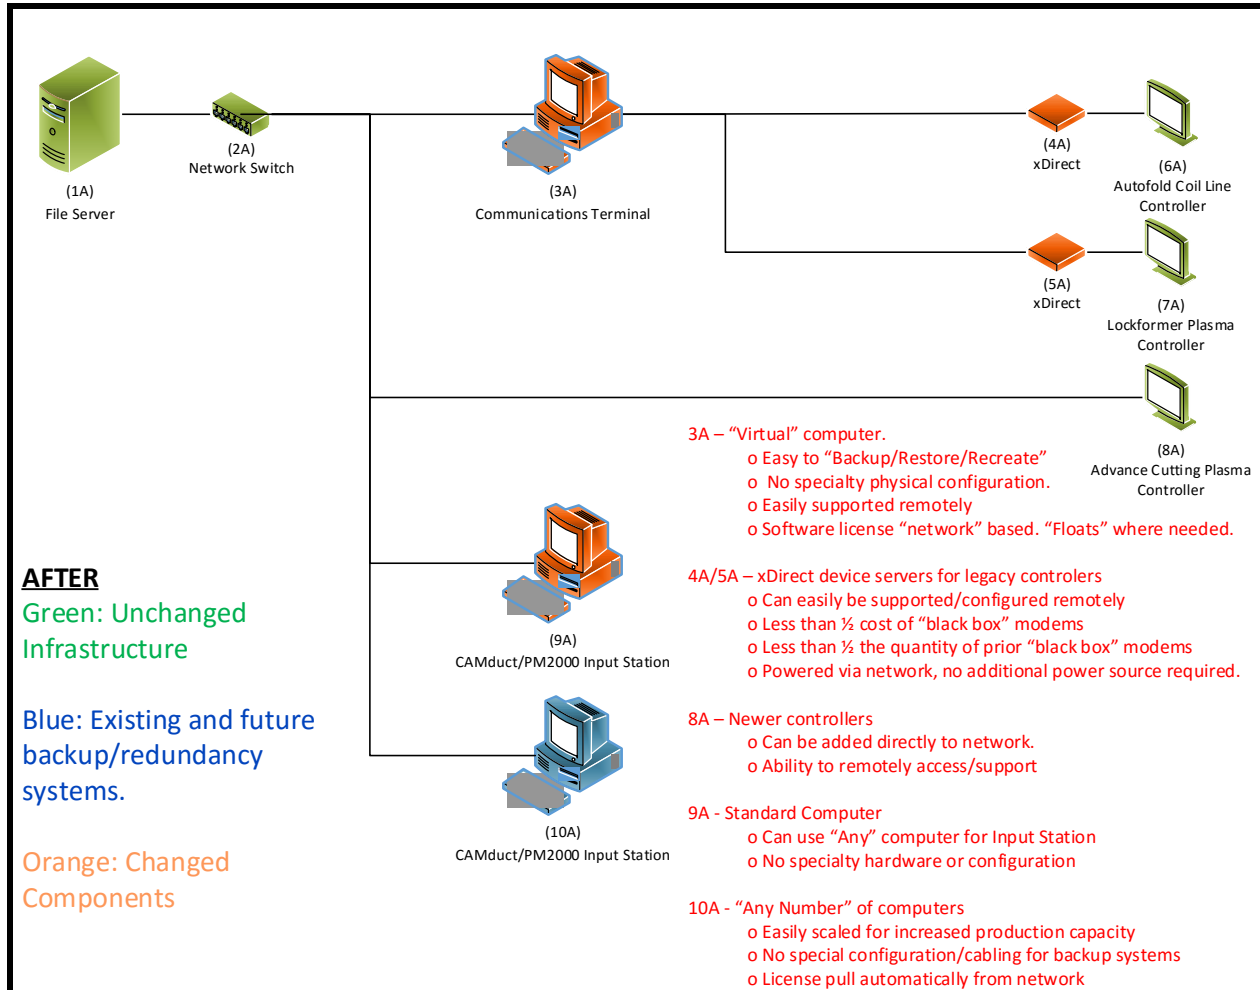 (1A)
File Server
(2A)
Network Switch
(3A)
Communications Terminal
(4A)
xDirect
(6A)
Autofold Coil Line
Controller
(5A)
xDirect
(7A)
Lockformer Plasma
Controller
(8A)
Advance Cutting Plasma
Controller
(9A)
CAMduct/PM2000 Input Station
(10A)
CAMduct/PM2000 Input Station
AFTER
Green: Unchanged
Infrastructure
Blue: Existing and future
backup/redundancy
systems.
Orange: Changed
Components
3A – “Virtual” computer.
o Easy to “Backup/Restore/Recreate”
o No specialty physical configuration.
o Easily supported remotely
o Software license “network” based. “Floats” where needed.
4A/5A – xDirect device servers for legacy controlers
o Can easily be supported/configured remotely
o Less than ½ cost of “black box” modems
o Less than ½ the quantity of prior “black box” modems
o Powered via network, no additional power source required.
8A – Newer controllers
o Can be added directly to network.
o Ability to remotely access/support
9A - Standard Computer
o Can use “Any” computer for Input Station
o No specialty hardware or configuration
10A - “Any Number” of computers
o Easily scaled for increased production capacity
o No special configuration/cabling for backup systems
o License pull automatically from network